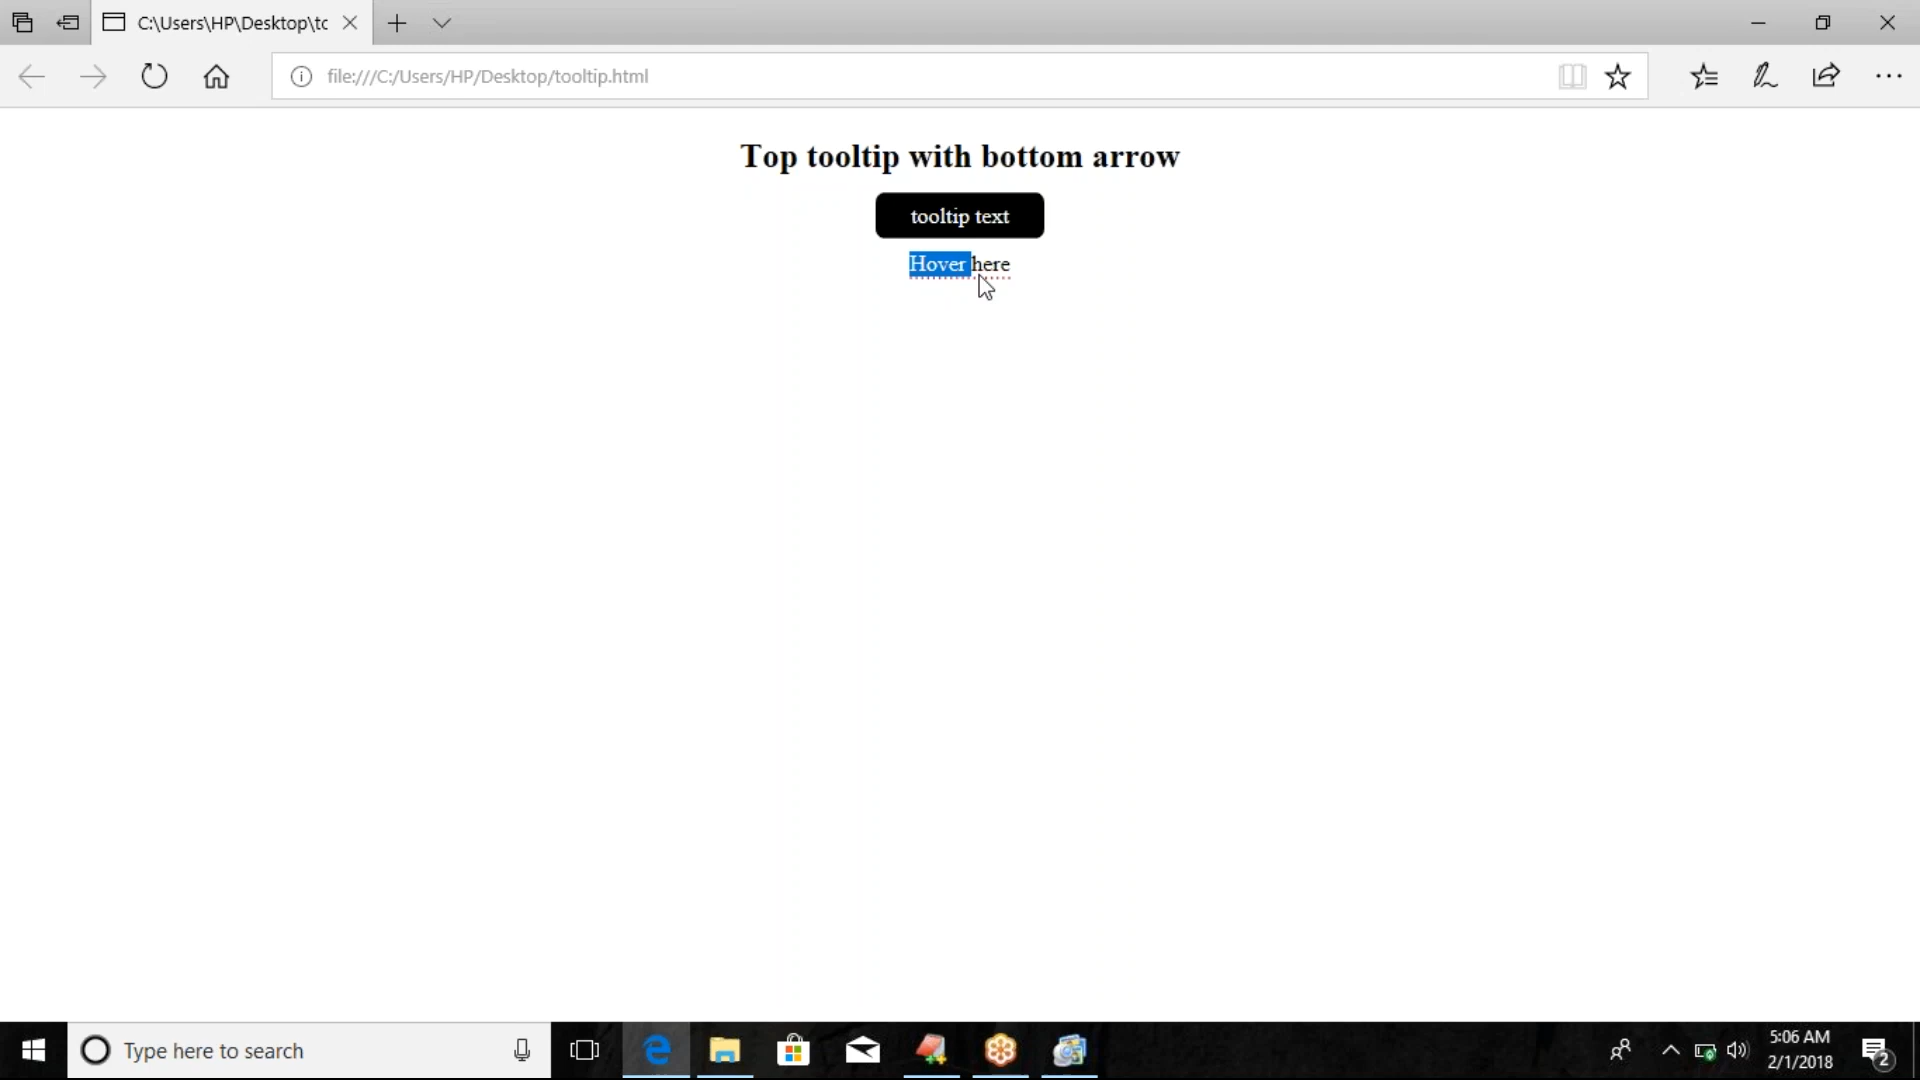 C:\Users\HP\Desktop\tc
file:///C:/Users/HP/Desktop/tooltip.html
Top tooltip with bottom arrow
tooltip text
Hover here
Type here to search
5:06 AM
2/1/2018
2